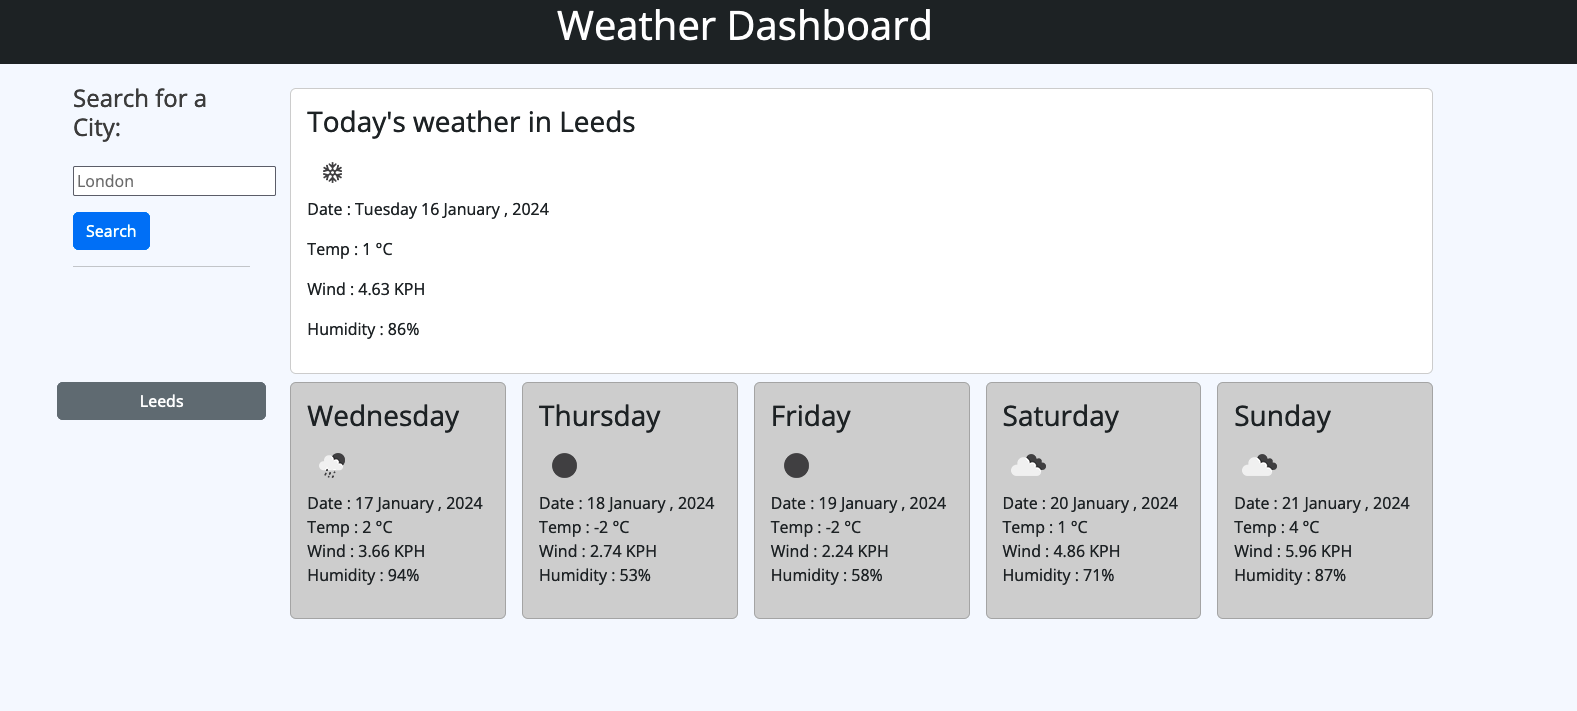 Weather Dashboard
Search for a
City:
London
Search
Leeds
Today's weather in Leeds
Date : Tuesday 16 January , 2024
Temp : 1 °C
Wind : 4.63 KPH
Humidity : 86%
Wednesday
Date : 17 January , 2024
Temp : 2 °C
Wind : 3.66 KPH
Humidity : 94%
Thursday
Date : 18 January , 2024
Temp : -2 °C
Wind : 2.74 KPH
Humidity : 53%
Friday
Date : 19 January , 2024
Temp : -2 °C
Wind : 2.24 KPH
Humidity : 58%
Saturday
Date : 20 January , 2024
Temp : 1 °C
Wind : 4.86 KPH
Humidity : 71%
Sunday
Date : 21 January , 2024
Temp : 4 °C
Wind : 5.96 KPH
Humidity : 87%